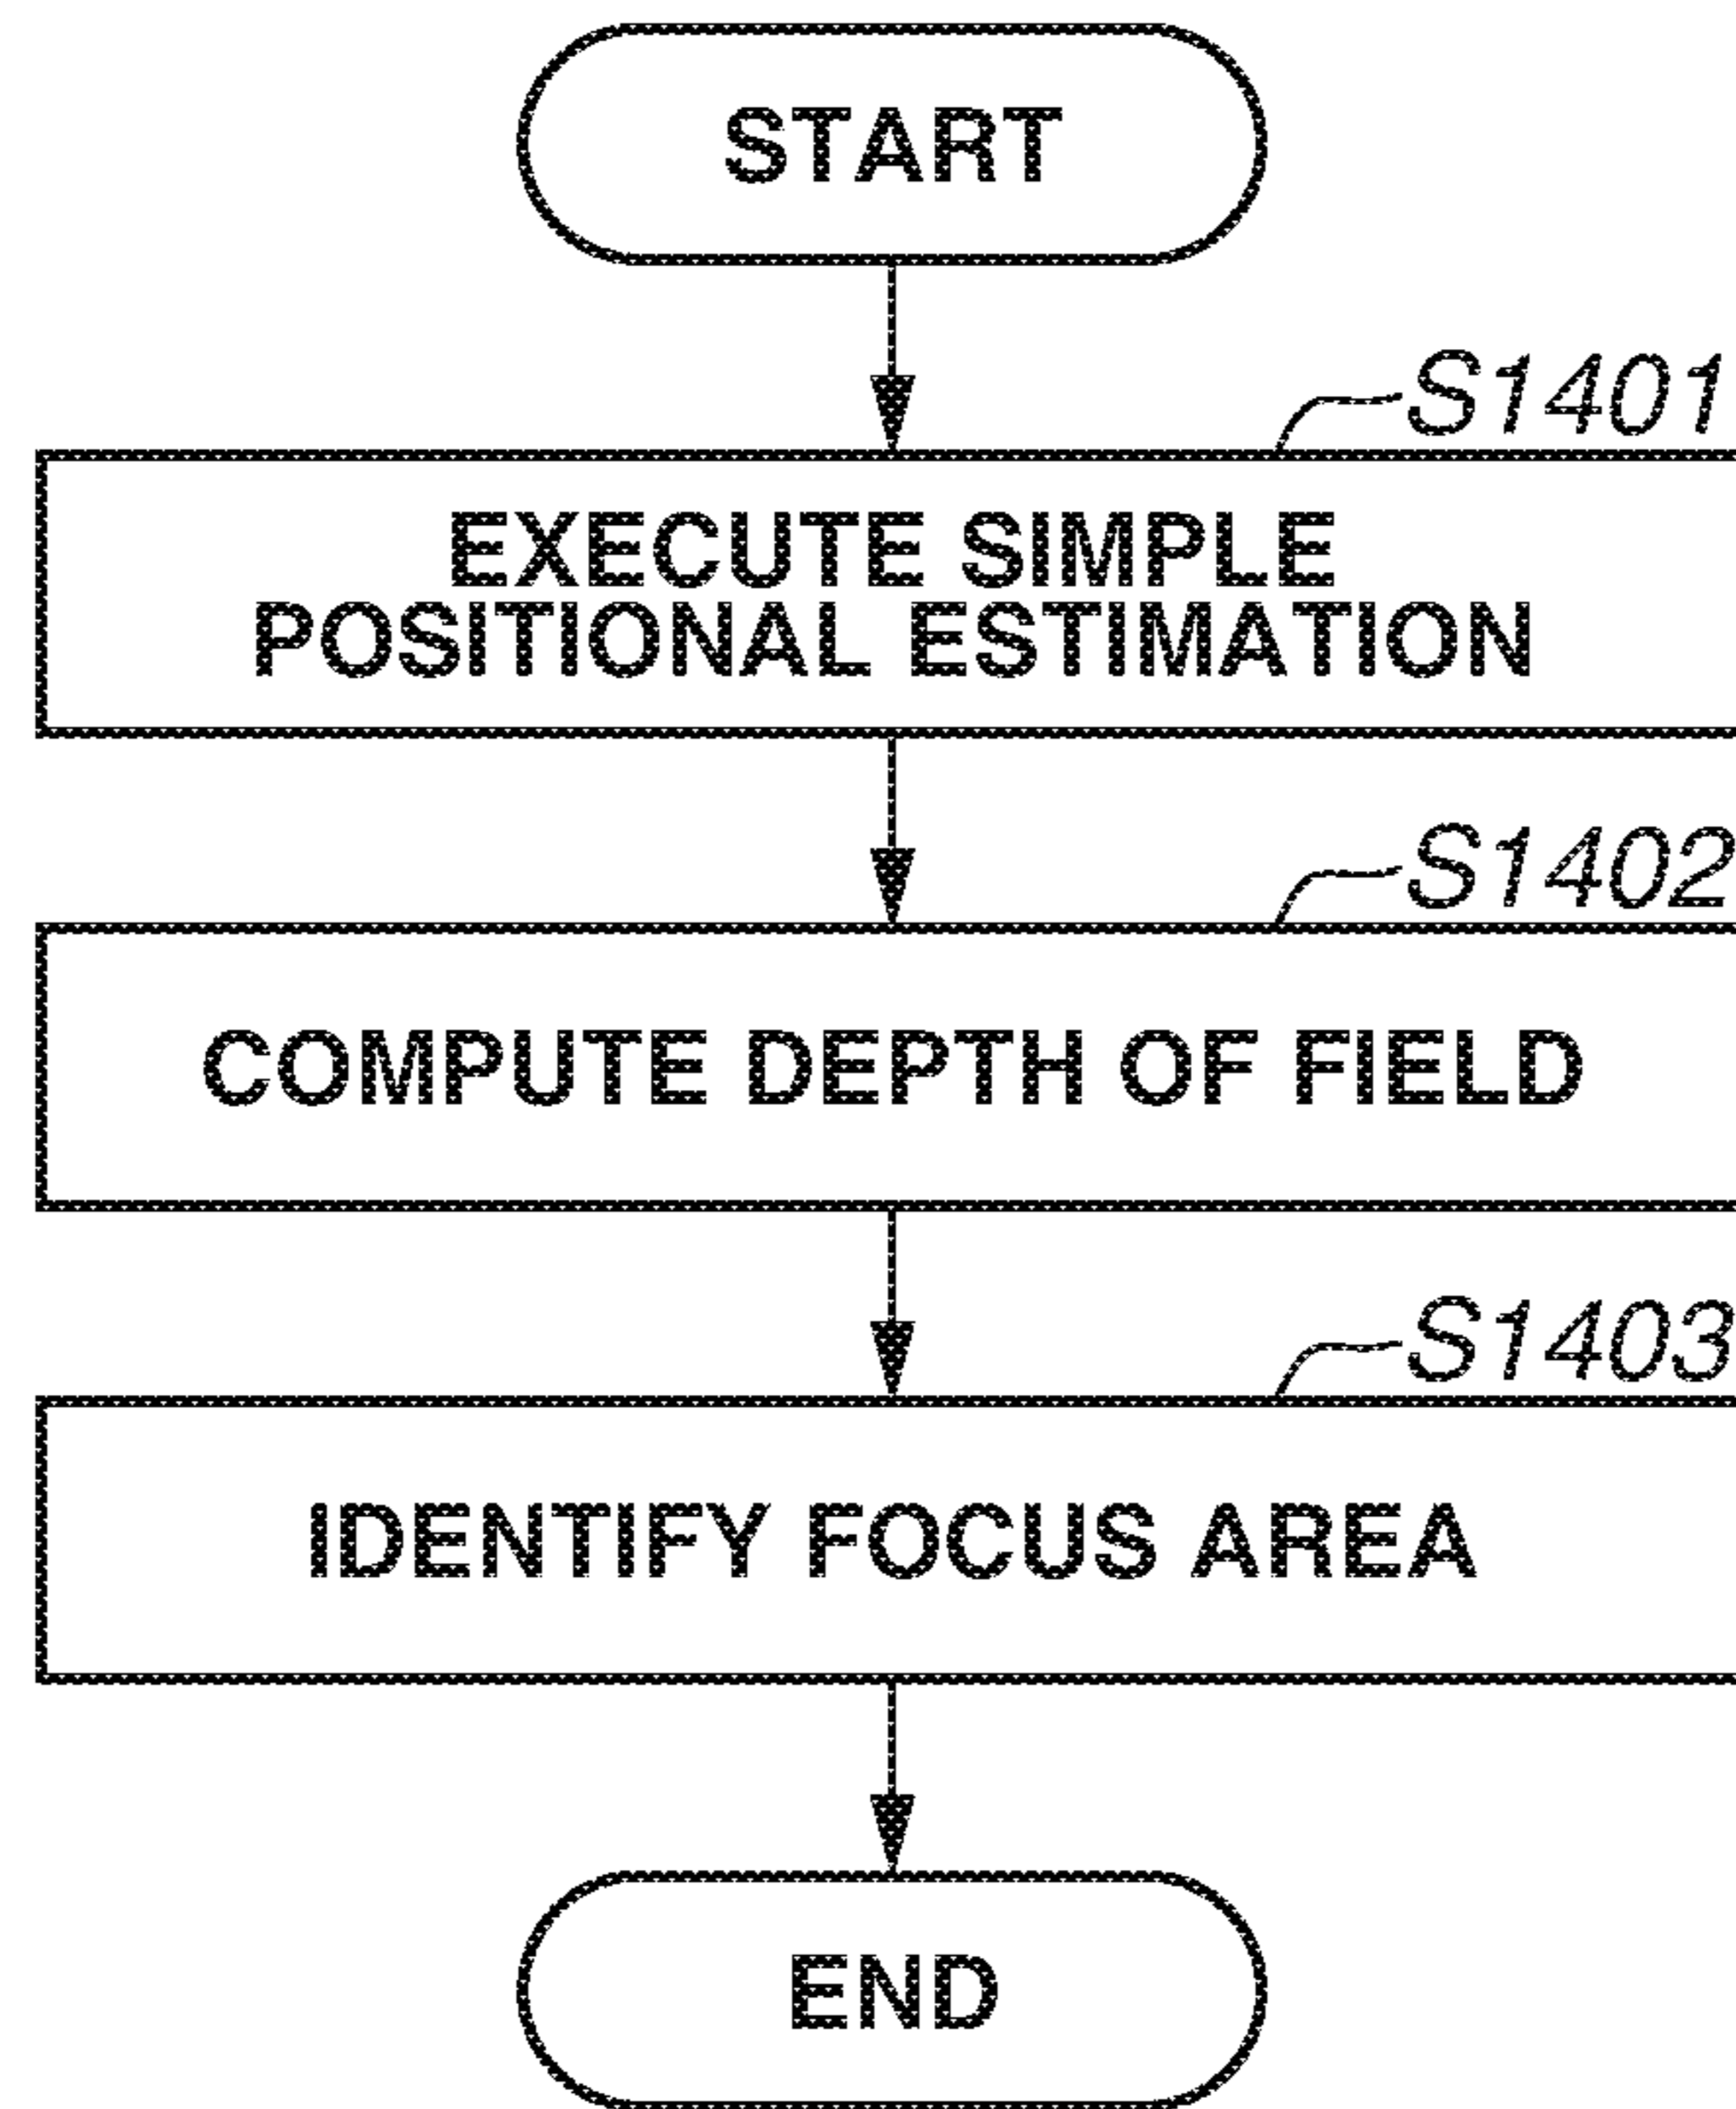 START
S1401
EXECUTE SIMPLE
POSITIONAL ESTIMATION
S1402
COMPUTE DEPTH OF FIELD
S1403
IDENTIFY FOCUS AREA
END